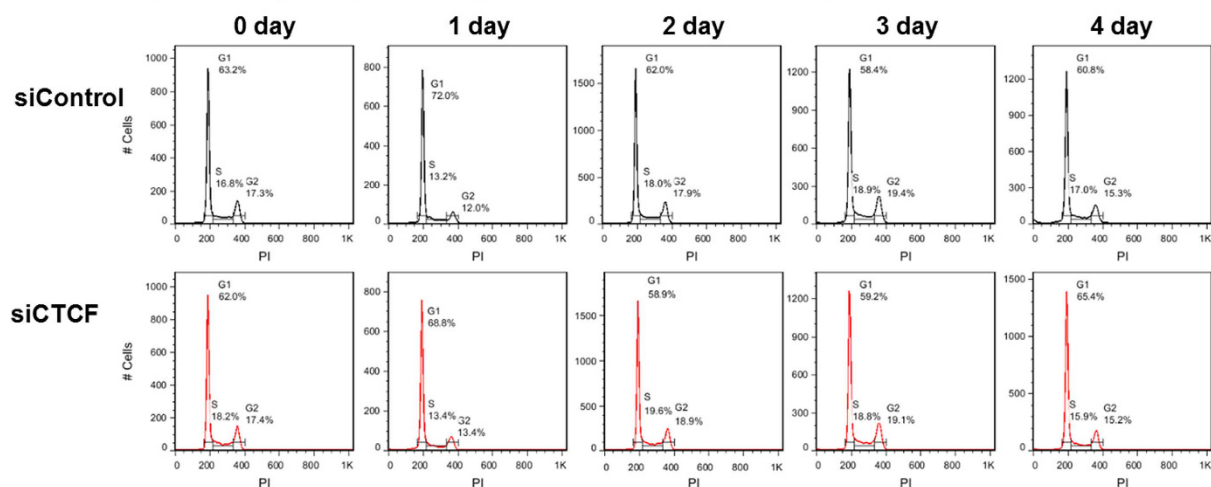 0 day 1 day 2 day 3 day 4 day
siControl
# Cells
1000
800
600
400
200
0
G1
63.2%
S
16.8%
G2
17.3%
0 200 400 600 800 1K
PI
800
600
400
200
0
G1
72.0%
S
13.2%
G2
12.0%
0 200 400 600 800 1K
PI
1500
1000
500
0
G1
62.0%
S
18.0%
G2
17.9%
0 200 400 600 800 1K
PI
1200
900
600
300
0
G1
58.4%
S
18.9%
G2
19.4%
0 200 400 600 800 1K
PI
1200
900
600
300
0
G1
60.8%
S
17.0%
G2
15.3%
0 200 400 600 800 1K
PI
siCTCF
# Cells
1000
800
600
400
200
0
G1
62.0%
S
18.2%
G2
17.4%
0 200 400 600 800 1K
PI
800
600
400
200
0
G1
68.8%
S
13.4%
G2
13.4%
0 200 400 600 800 1K
PI
1500
1000
500
0
G1
58.9%
S
19.6%
G2
18.9%
0 200 400 600 800 1K
PI
1200
900
600
300
0
G1
59.2%
S
18.8%
G2
19.1%
0 200 400 600 800 1K
PI
1500
1000
500
0
G1
65.4%
S
15.9%
G2
15.2%
0 200 400 600 800 1K
PI